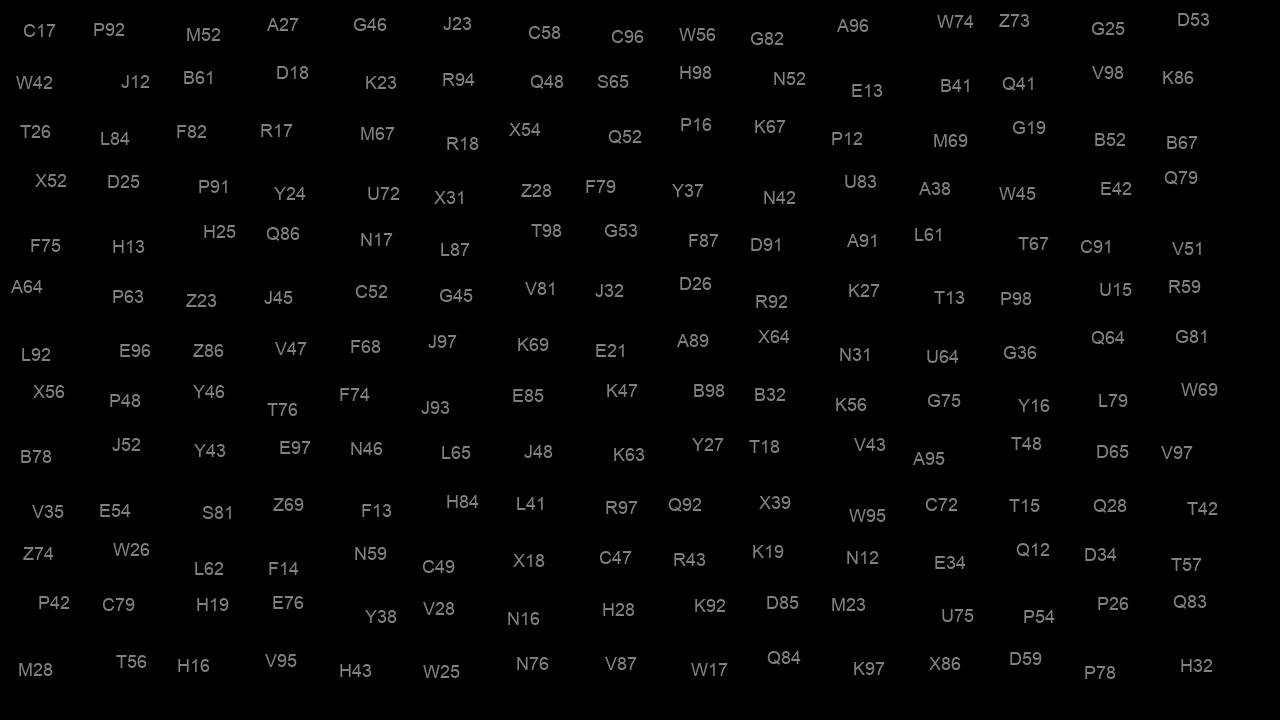 C17 P92 M52 A27 G46 J23 C58 C96 W56 G82 A96 W74 Z73 G25 D53
W42 J12 B61 D18 K23 R94 Q48 S65 H98 N52 E13 B41 Q41 V98 K86
T26 L84 F82 R17 M67 R18 X54 Q52 P16 K67 P12 M69 G19 B52 B67
X52 D25 P91 Y24 U72 X31 Z28 F79 Y37 N42 U83 A38 W45 E42 Q79
F75 H13 H25 Q86 N17 L87 T98 G53 F87 D91 A91 L61 T67 C91 V51
A64 P63 Z23 J45 C52 G45 V81 J32 D26 R92 K27 T13 P98 U15 R59
L92 E96 Z86 V47 F68 J97 K69 E21 A89 X64 N31 U64 G36 Q64 G81
X56 P48 Y46 T76 F74 J93 E85 K47 B98 B32 K56 G75 Y16 L79 W69
B78 J52 Y43 E97 N46 L65 J48 K63 Y27 T18 V43 A95 T48 D65 V97
V35 E54 S81 Z69 F13 H84 L41 R97 Q92 X39 W95 C72 T15 Q28 T42
Z74 W26 L62 F14 N59 C49 X18 C47 R43 K19 N12 E34 Q12 D34 T57
P42 C79 H19 E76 Y38 V28 N16 H28 K92 D85 M23 U75 P54 P26 Q83
M28 T56 H16 V95 H43 W25 N76 V87 W17 Q84 K97 X86 D59 P78 H32